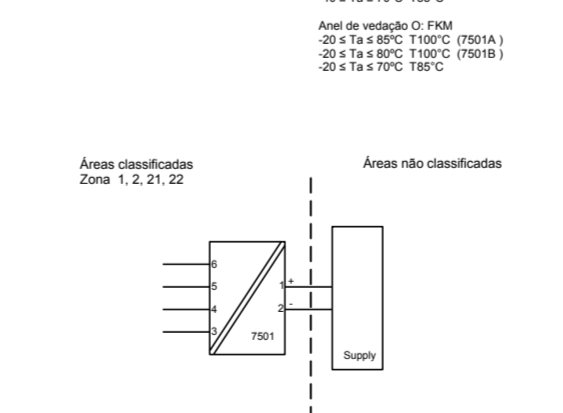 Anel de vedação O: FKM
-20 ≤ Ta ≤ 85ºC T100°C (7501A )
-20 ≤ Ta ≤ 80ºC T100°C (7501B )
-20 ≤ Ta ≤ 70ºC T85°C
Áreas classificadas
Zona 1, 2, 21, 22
Áreas não classificadas
6
5
4
3
1 +
2 -
7501
Supply